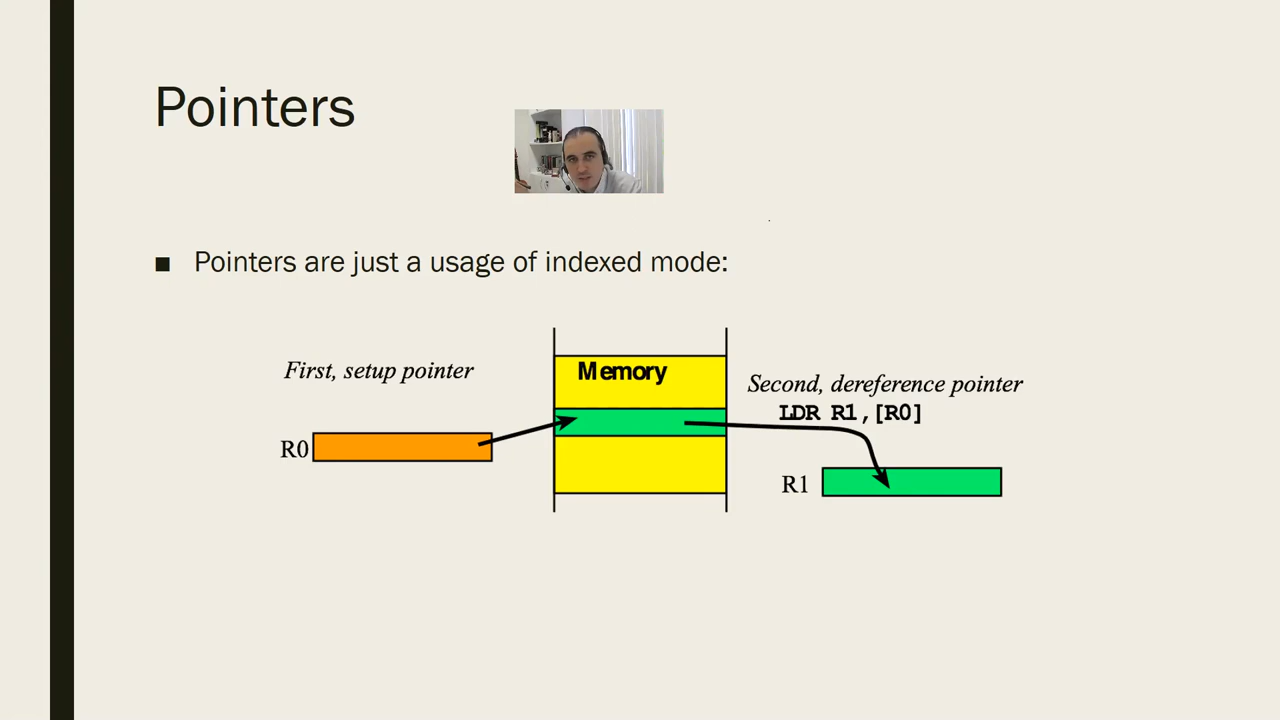 Pointers
■ Pointers are just a usage of indexed mode:
First, setup pointer
Memory
Second, dereference pointer
LDR R1,[R0]
R0
R1